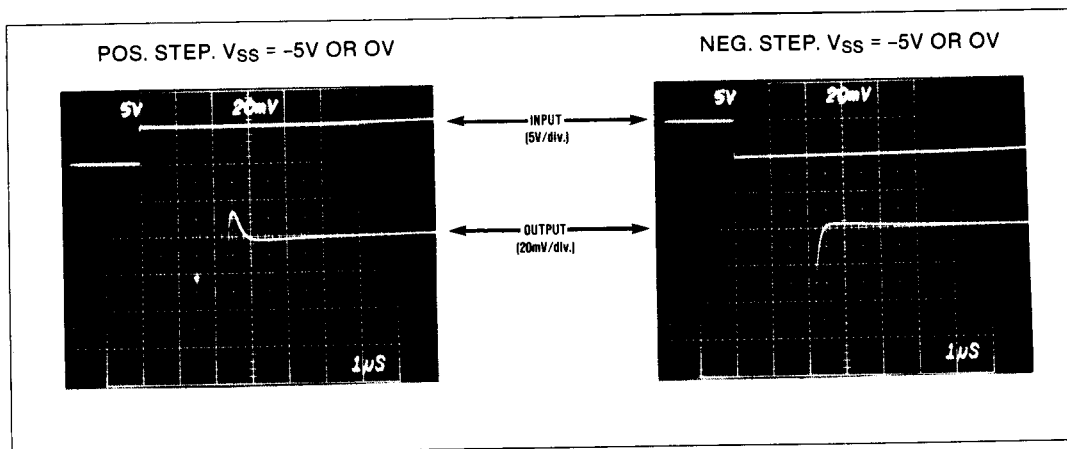 POS. STEP. VSS = –5V OR OV
NEG. STEP. VSS = –5V OR OV
5V 20mV
INPUT
(5V/div.)
5V 20mV
OUTPUT
(20mV/div.)
1µS
1µS